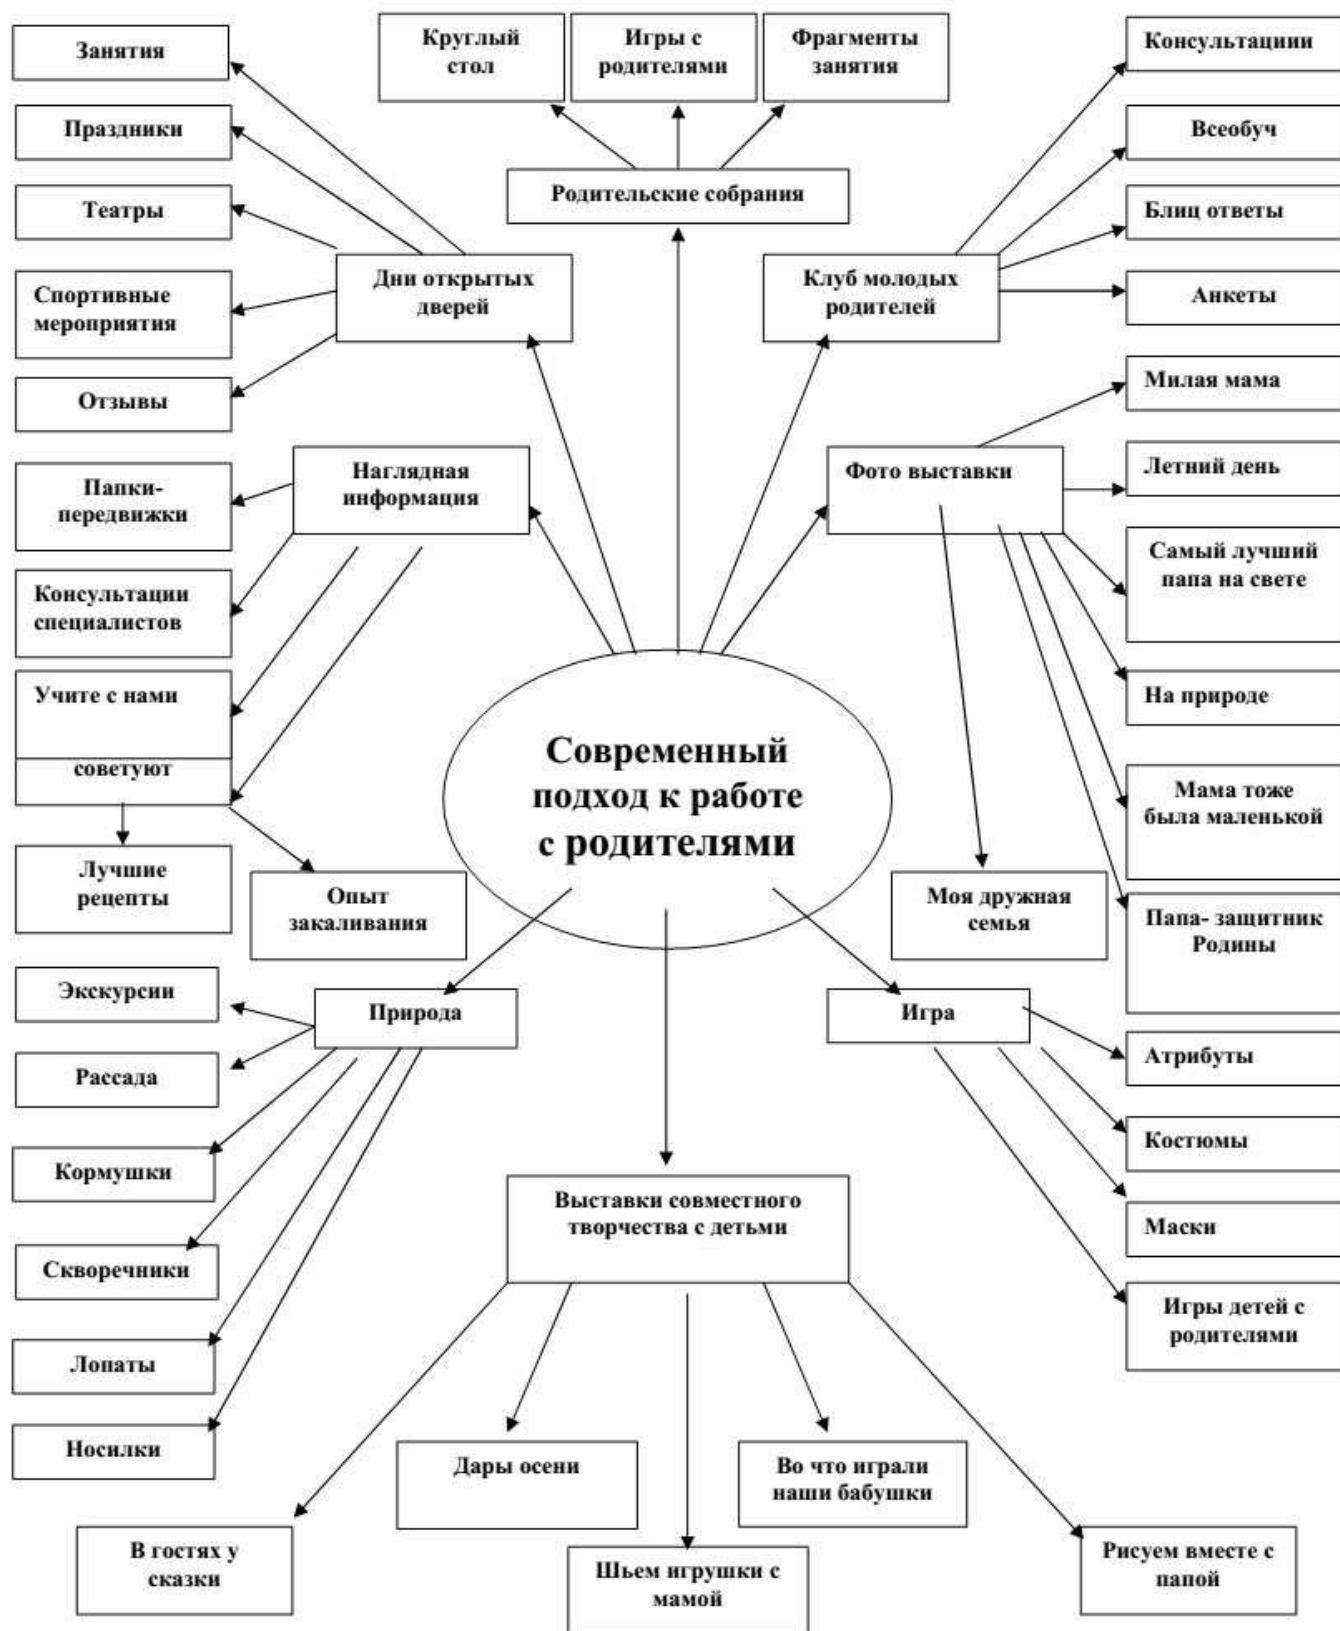 Занятия
Праздники
Театры
Спортивные
мероприятия
Отзывы
Круглый
стол
Игры с
родителями
Фрагменты
занятия
Родительские собрания
Дни открытых
дверей
Клуб молодых
родителей
Консультациии
Всеобуч
Блиц ответы
Анкеты
Наглядная
информация
Папки-
передвижки
Консультации
специалистов
Учите с нами
советуют
Лучшие
рецепты
Опыт
закаливания
Фото выставки
Милая мама
Летний день
Самый лучший
папа на свете
На природе
Мама тоже
была маленькой
Папа- защитник
Родины
Моя дружная
семья
Современный
подход к работе
с родителями
Природа
Экскурсии
Рассада
Кормушки
Скворечники
Лопаты
Носилки
Игра
Атрибуты
Костюмы
Маски
Игры детей с
родителями
Выставки совместного
творчества с детьми
В гостях у
сказки
Дары осени
Шьем игрушки с
мамой
Во что играли
наши бабушки
Рисуем вместе с
папой